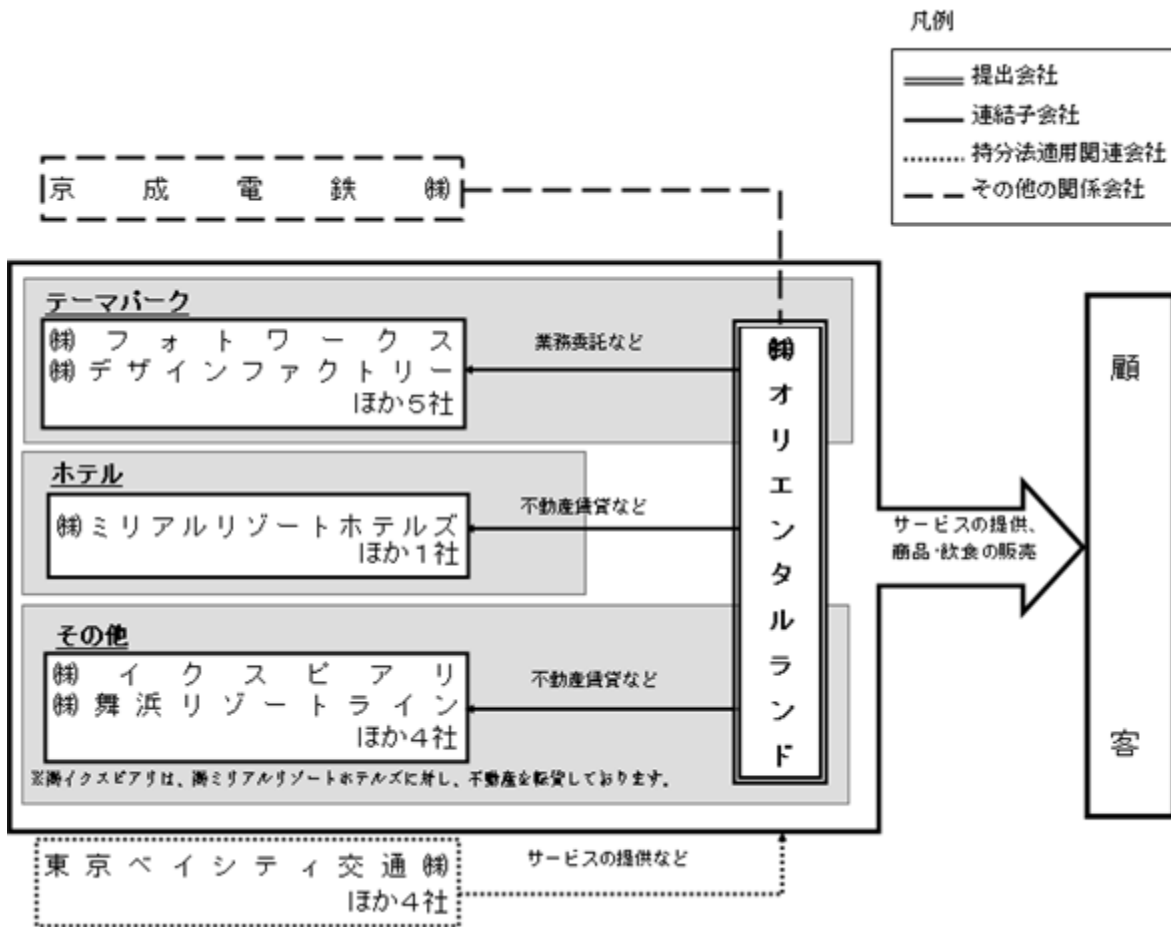 凡例
提出会社
連結子会社
持分法適用関連会社
その他の関係会社
京成電鉄㈱
テーマパーク
㈱フォトワークス
㈱デザインファクトリー
ほか5社
業務委託など
ホテル
㈱ミリアルリゾートホテルズ
ほか1社
不動産賃貸など
その他
㈱イクスピアリ
㈱舞浜リゾートライン
ほか4社
不動産賃貸など
※㈱イクスピアリは、㈱ミリアルリゾートホテルズに対し、不動産を転貸しております。
㈱オリエンタルランド
サービスの提供、
商品・飲食の販売
顧客
東京ベイシティ交通㈱
ほか4社
サービスの提供など